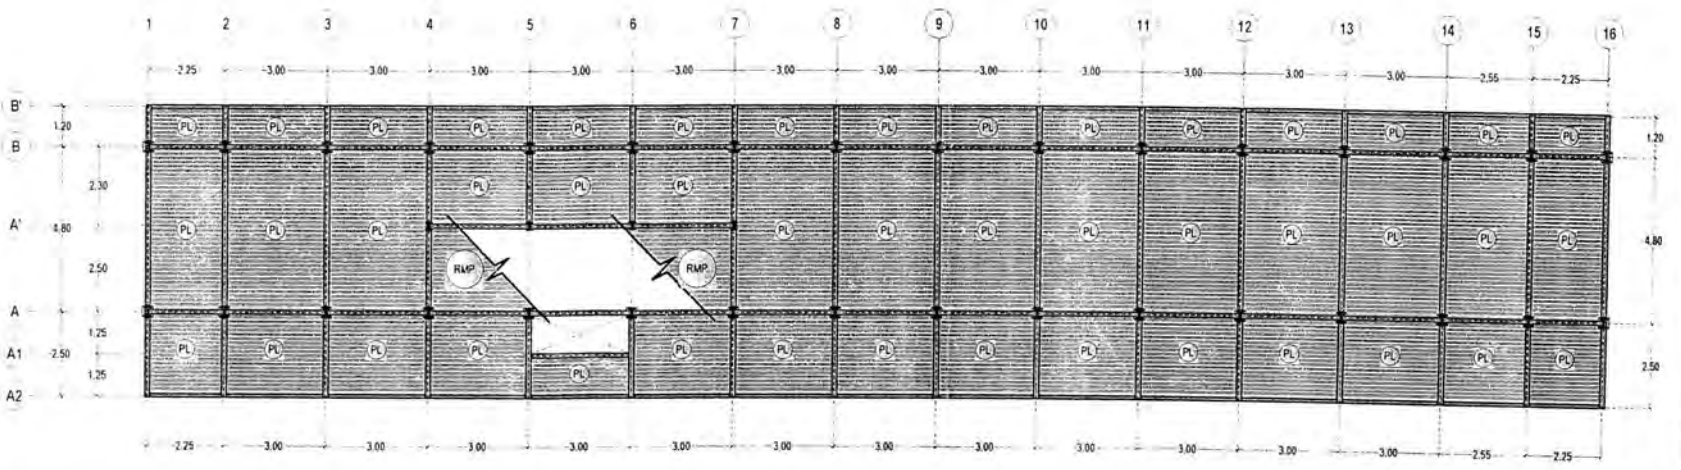 1 2 3 4 5 6 7 8 9 10 11 12 13 14 15 16
2.25 3.00 3.00 3.00 3.00 3.00 3.00 3.00 3.00 3.00 3.00 3.00 3.00 2.55 2.25
B'
1.20 PL PL PL PL PL PL PL PL PL PL PL PL PL PL PL 1.20
B
2.30 PL PL PL
A'
4.80 PL PL PL PL PL PL PL PL PL PL PL PL 4.80
2.50 RMP RMP
A
1.25
PL PL PL PL PL PL PL PL PL PL PL PL PL PL
A1 2.50 2.50
1.25 PL
A2
2.25 3.00 3.00 3.00 3.00 3.00 3.00 3.00 3.00 3.00 3.00 3.00 3.00 2.55 2.25